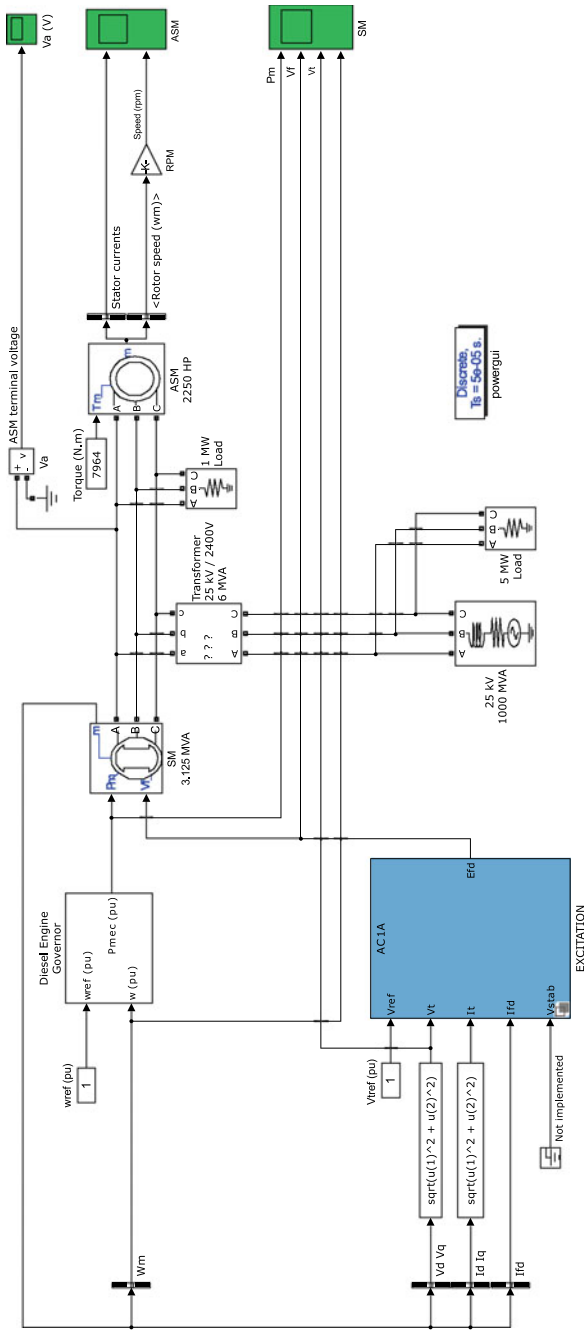 Va (V)
ASM
SM
Pm
Vf
Vt
Speed (rpm)
-K-
RPM
Stator currents
<Rotor speed (wm)>
ASM terminal voltage
+ v
-
Va
Torque (N.m)
7964
Tm
m
A
B
C
ASM
2250 HP
1 MW
Load
A
B
C
Discrete,
Ts = 5e-05 s.
powergui
Transformer
25 kV / 2400V
6 MVA
a
b
c
? ? ?
A
B
C
5 MW
Load
A
B
C
25 kV
1000 MVA
A
B
C
Pm
Vf
m
A
B
C
SM
3.125 MVA
Diesel Engine
Governor
wref (pu)
w (pu)
Pmec (pu)
wref (pu)
1
Wm
AC1A
Vref
Vt
It
Ifd
Vstab
Efd
EXCITATION
Vtref (pu)
1
sqrt(u(1)^2 + u(2)^2)
sqrt(u(1)^2 + u(2)^2)
Not implemented
Vd Vq
Id Iq
Ifd